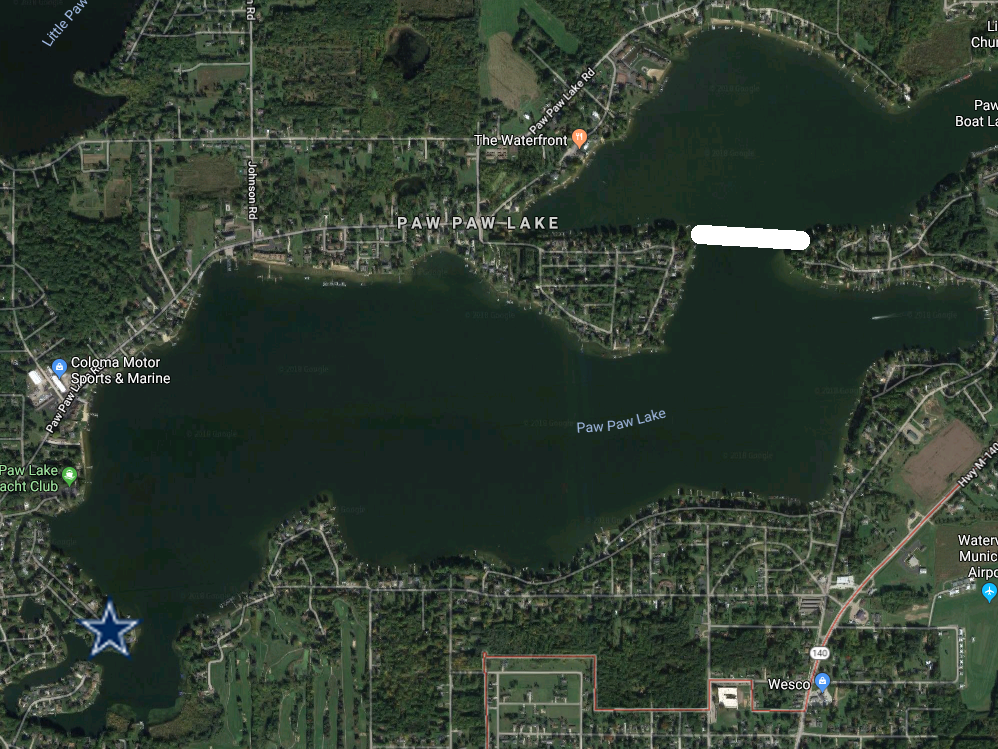 Little Paw
n Rd
Li
Chur
Paw Paw Lake Rd
Paw
Boat La
The Waterfront
Johnson Rd
PAW PAW LAKE
Coloma Motor
Sports & Marine
Paw Paw Lake Rd
Paw Paw Lake
Hwy M-140
Paw Lake
acht Club
Waterv
Munic
Airpo
140
Wesco